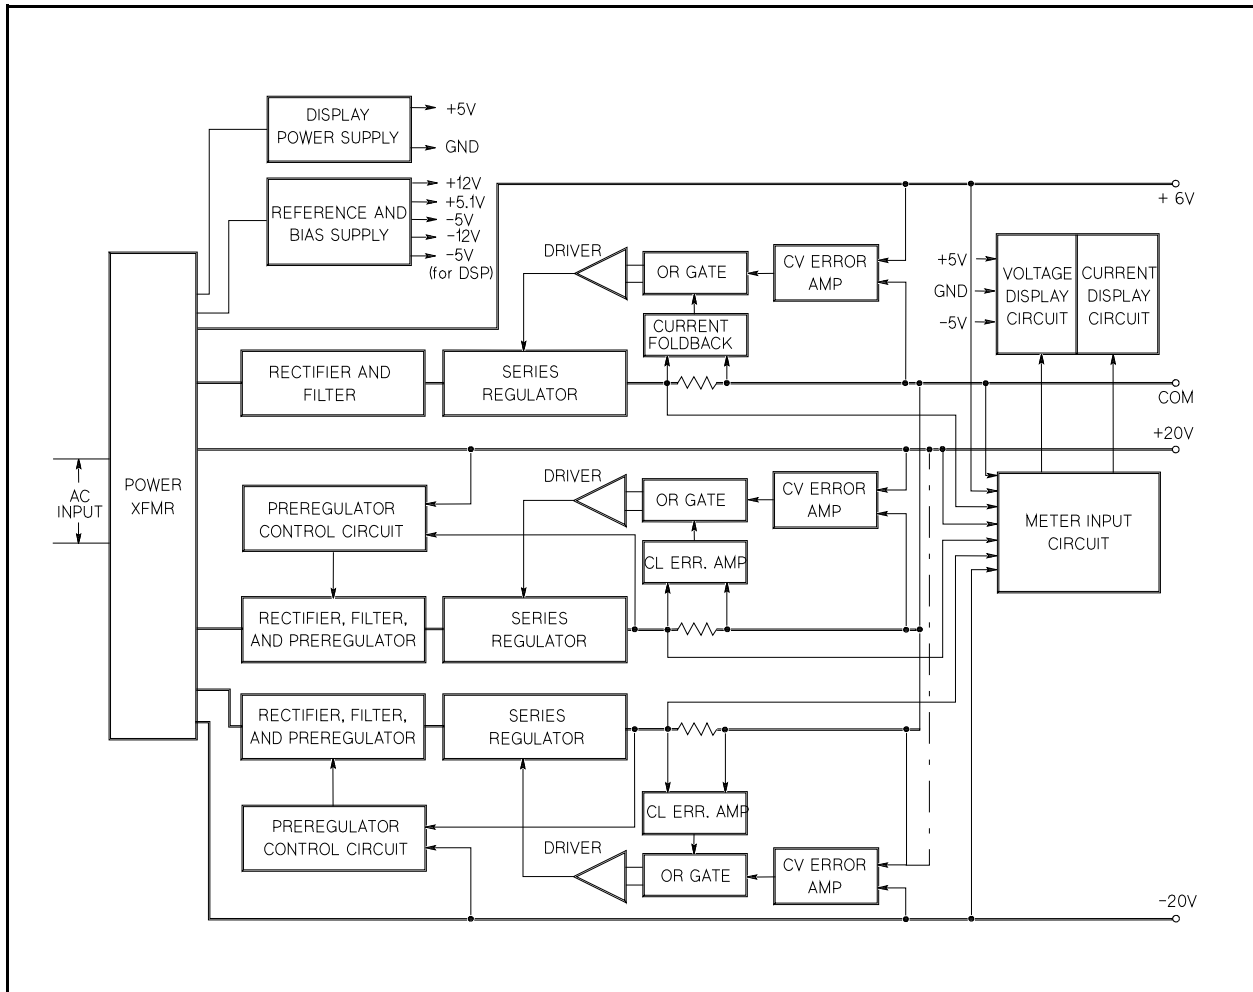 DISPLAY
POWER SUPPLY
+5V
GND
REFERENCE AND
BIAS SUPPLY
+12V
+5.1V
-5V
-12V
-5V
(for DSP)
+ 6V
DRIVER
OR GATE
CV ERROR
AMP
CURRENT
FOLDBACK
+5V
GND
-5V
VOLTAGE
DISPLAY
CIRCUIT
CURRENT
DISPLAY
CIRCUIT
RECTIFIER AND
FILTER
SERIES
REGULATOR
COM
+20V
AC
INPUT
POWER
XFMR
PREREGULATOR
CONTROL CIRCUIT
DRIVER
OR GATE
CV ERROR
AMP
CL ERR. AMP
METER INPUT
CIRCUIT
RECTIFIER, FILTER,
AND PREREGULATOR
SERIES
REGULATOR
RECTIFIER, FILTER,
AND PREREGULATOR
SERIES
REGULATOR
CL ERR. AMP
PREREGULATOR
CONTROL CIRCUIT
DRIVER
OR GATE
CV ERROR
AMP
-20V